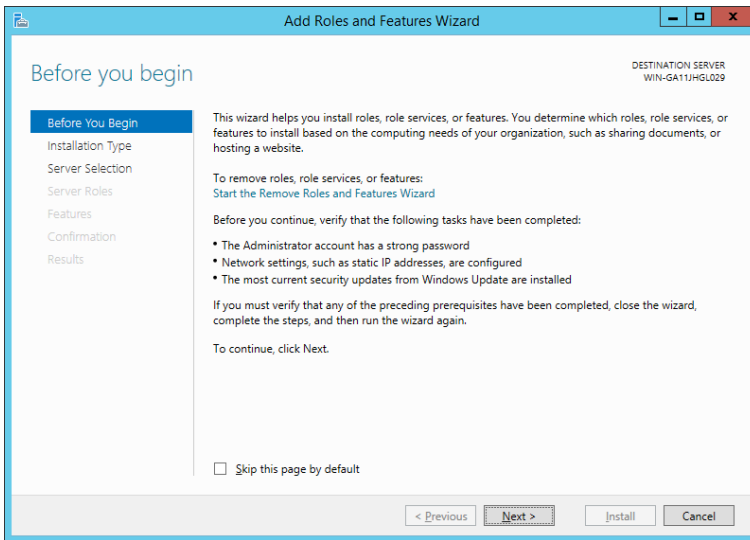 Add Roles and Features Wizard
Before you begin
DESTINATION SERVER
WIN-GA11JHGL029
Before You Begin
Installation Type
Server Selection
Server Roles
Features
Confirmation
Results
This wizard helps you install roles, role services, or features. You determine which roles, role services, or
features to install based on the computing needs of your organization, such as sharing documents, or
hosting a website.
To remove roles, role services, or features:
Start the Remove Roles and Features Wizard
Before you continue, verify that the following tasks have been completed:
• The Administrator account has a strong password
• Network settings, such as static IP addresses, are configured
• The most current security updates from Windows Update are installed
If you must verify that any of the preceding prerequisites have been completed, close the wizard,
complete the steps, and then run the wizard again.
To continue, click Next.
Skip this page by default
< Previous
Next >
Install
Cancel